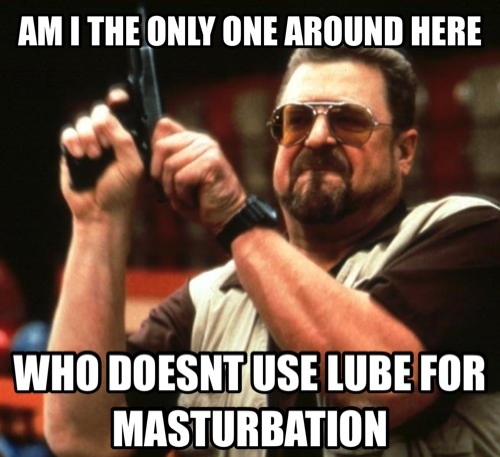 AM I THE ONLY ONE AROUND HERE
WHO DOESNT USE LUBE FOR
MASTURBATION